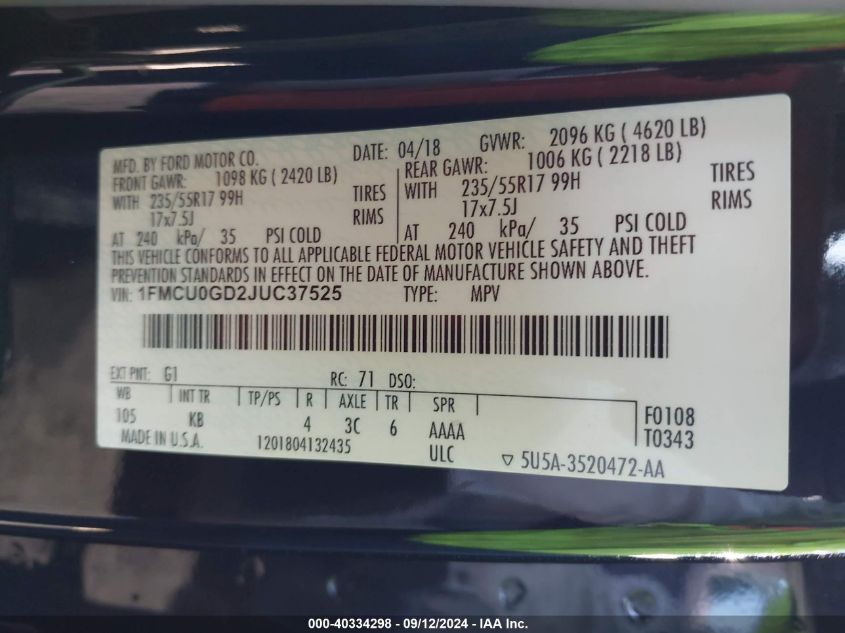 MFD. BY FORD MOTOR CO. DATE: 04/18 GVWR: 2096 KG ( 4620 LB)
FRONT GAWR: 1098 KG ( 2420 LB) REAR GAWR: 1006 KG ( 2218 LB)
WITH 235/55R17 99H TIRES WITH 235/55R17 99H TIRES
17x7.5J RIMS 17x7.5J RIMS
AT 240 kPa/ 35 PSI COLD AT 240 kPa/ 35 PSI COLD
THIS VEHICLE CONFORMS TO ALL APPLICABLE FEDERAL MOTOR VEHICLE SAFETY AND THEFT
PREVENTION STANDARDS IN EFFECT ON THE DATE OF MANUFACTURE SHOWN ABOVE.
VIN: 1FMCU0GD2JUC37525 TYPE: MPV
EXT PNT: G1 RC: 71 DSO:
WB INT TR TP/PS R AXLE TR SPR
105 KB 4 3C 6 AAAA F0108
MADE IN U.S.A. 1201804132435 ULC T0343
▽ 5U5A-3520472-AA
000-40334298 - 09/12/2024 - IAA Inc.